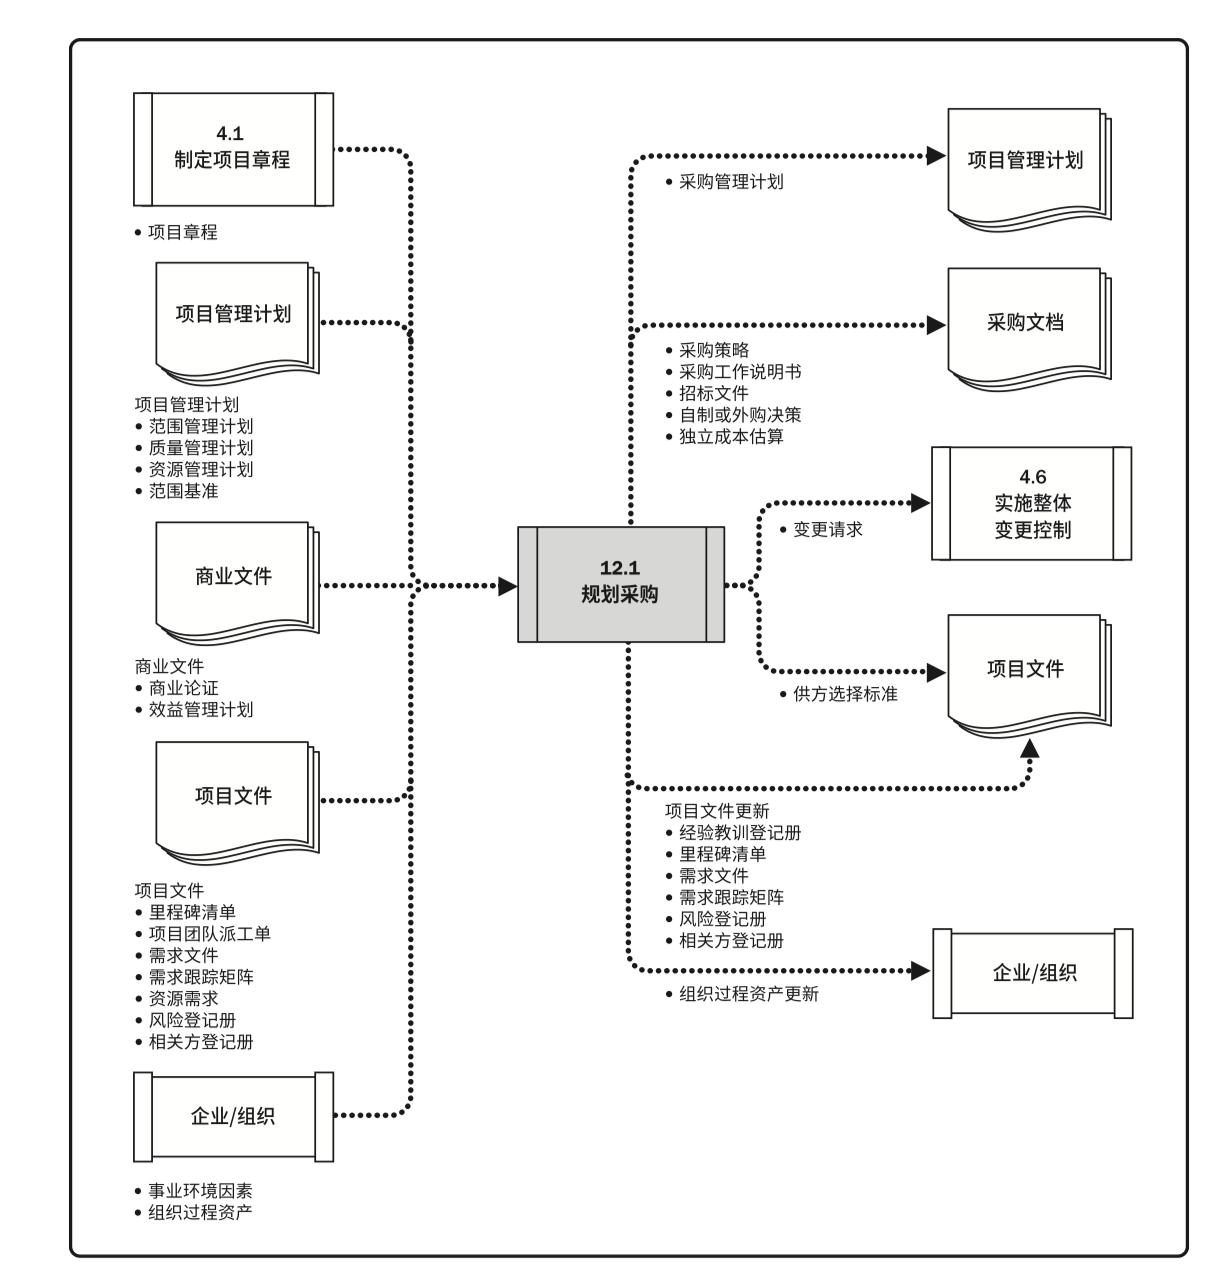 4.1
制定项目章程
• 项目章程
项目管理计划
项目管理计划
• 范围管理计划
• 质量管理计划
• 资源管理计划
• 范围基准
商业文件
商业文件
• 商业论证
• 效益管理计划
项目文件
项目文件
• 里程碑清单
• 项目团队派工单
• 需求文件
• 需求跟踪矩阵
• 资源需求
• 风险登记册
• 相关方登记册
企业/组织
• 事业环境因素
• 组织过程资产
12.1
规划采购
• 采购管理计划
项目管理计划
• 采购策略
• 采购工作说明书
• 招标文件
• 自制或外购决策
• 独立成本估算
采购文档
• 变更请求
4.6
实施整体
变更控制
• 供方选择标准
项目文件
项目文件更新
• 经验教训登记册
• 里程碑清单
• 需求文件
• 需求跟踪矩阵
• 风险登记册
• 相关方登记册
• 组织过程资产更新
企业/组织